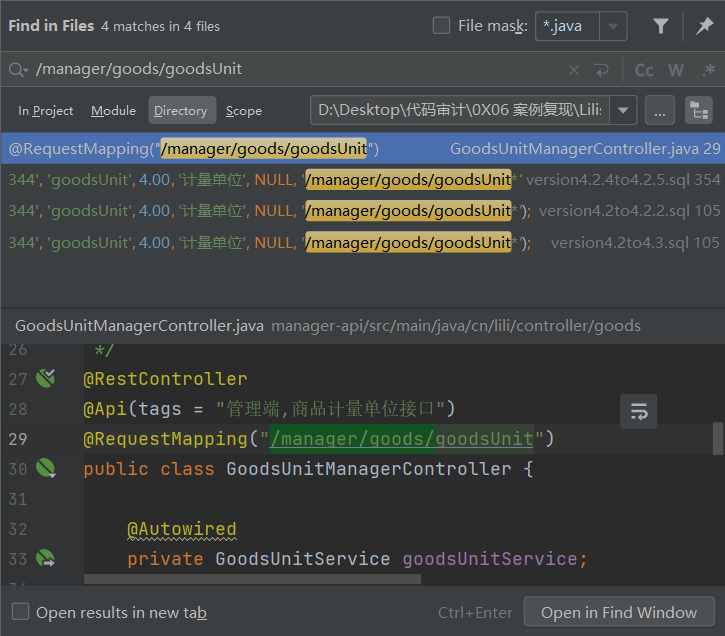 Find in Files 4 matches in 4 files File mask: *.java
/manager/goods/goodsUnit Cc W .*
In Project Module Directory Scope D:\Desktop\代码审计\0X06 案例复现\Lilis ...
@RequestMapping("/manager/goods/goodsUnit") GoodsUnitManagerController.java 29
344', 'goodsUnit', 4.00, '计量单位', NULL, '/manager/goods/goodsUnit*' version4.2.4to4.2.5.sql 354
344', 'goodsUnit', 4.00, '计量单位', NULL, '/manager/goods/goodsUnit*'); version4.2to4.2.2.sql 105
344', 'goodsUnit', 4.00, '计量单位', NULL, '/manager/goods/goodsUnit*'); version4.2to4.3.sql 105
GoodsUnitManagerController.java manager-api/src/main/java/cn/lili/controller/goods
26 */
27 @RestController
28 @Api(tags = "管理端,商品计量单位接口")
29 @RequestMapping("/manager/goods/goodsUnit")
30 public class GoodsUnitManagerController {
31
32 @Autowired
33 private GoodsUnitService goodsUnitService;
Open results in new tab Ctrl+Enter Open in Find Window